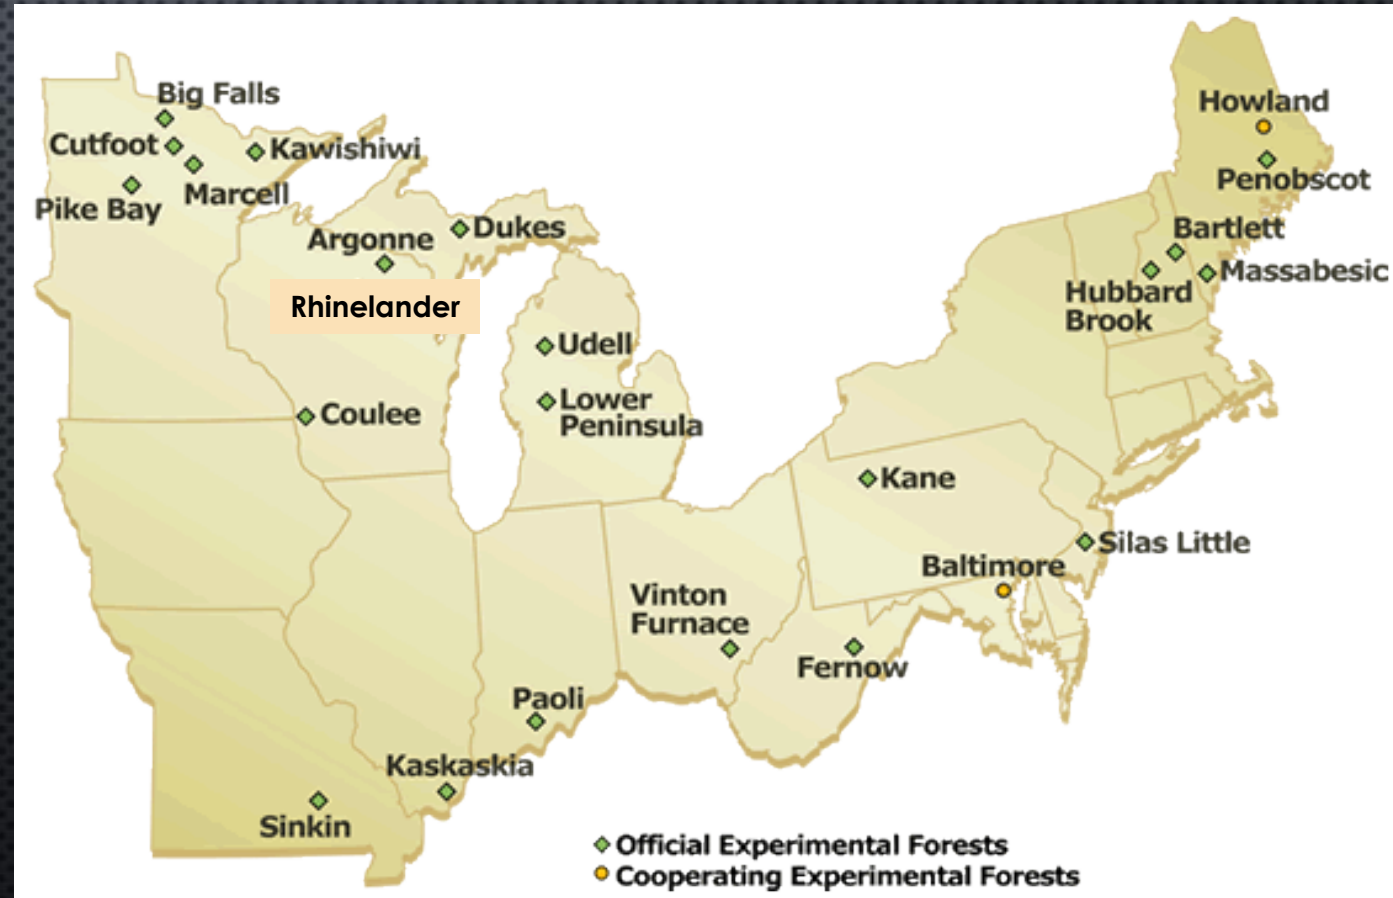 Big Falls
Howland
Cutfoot
Kawishiwi
Marcell
Penobscot
Pike Bay
Dukes
Bartlett
Argonne
Massabesic
Hubbard
Brook
Rhinelander
Udell
Lower
Peninsula
Coulee
Kane
Silas Little
Baltimore
Vinton
Furnace
Fernow
Paoli
Kaskaskia
Sinkin
Official Experimental Forests
Cooperating Experimental Forests